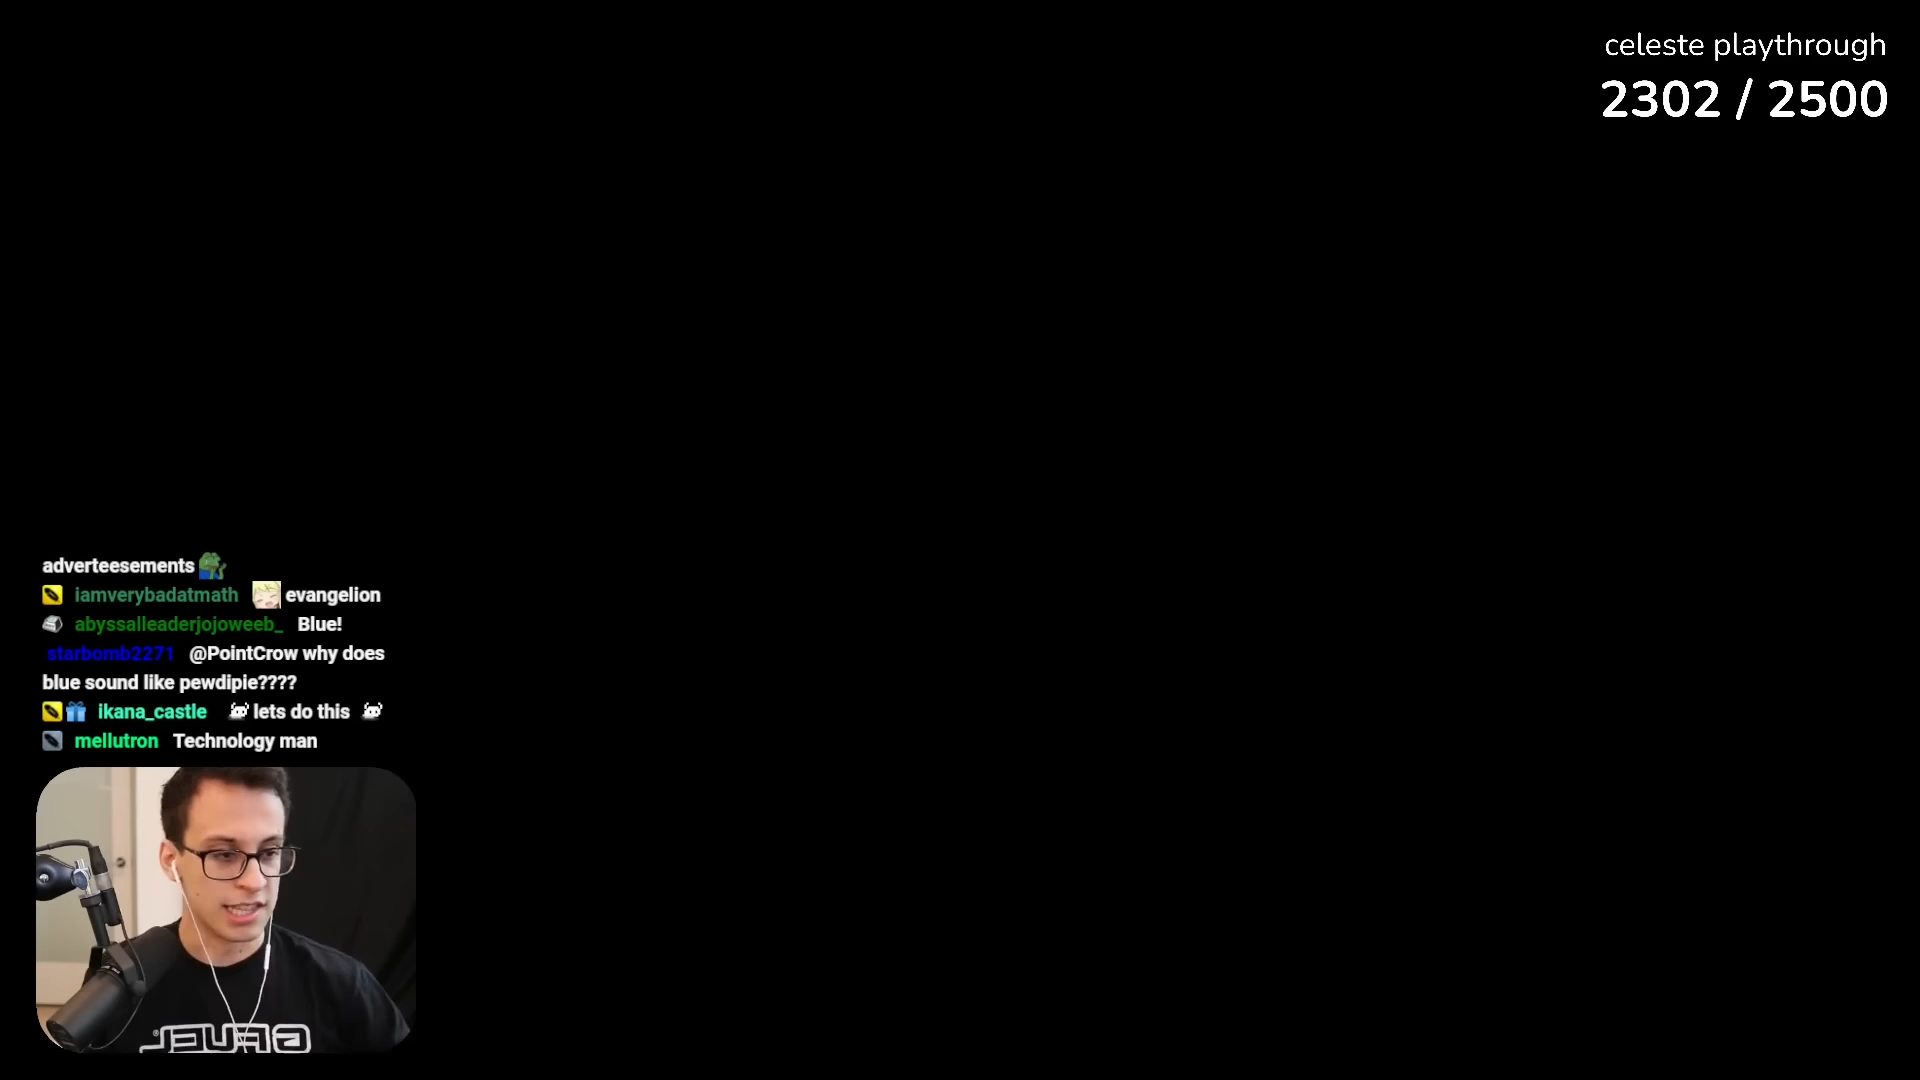 celeste playthrough
2302 / 2500
adverteesements
iamverybadatmath evangelion
abyssalleaderjojoweeb_ Blue!
starbomb2271 @PointCrow why does
blue sound like pewdipie????
ikana_castle lets do this
mellutron Technology man